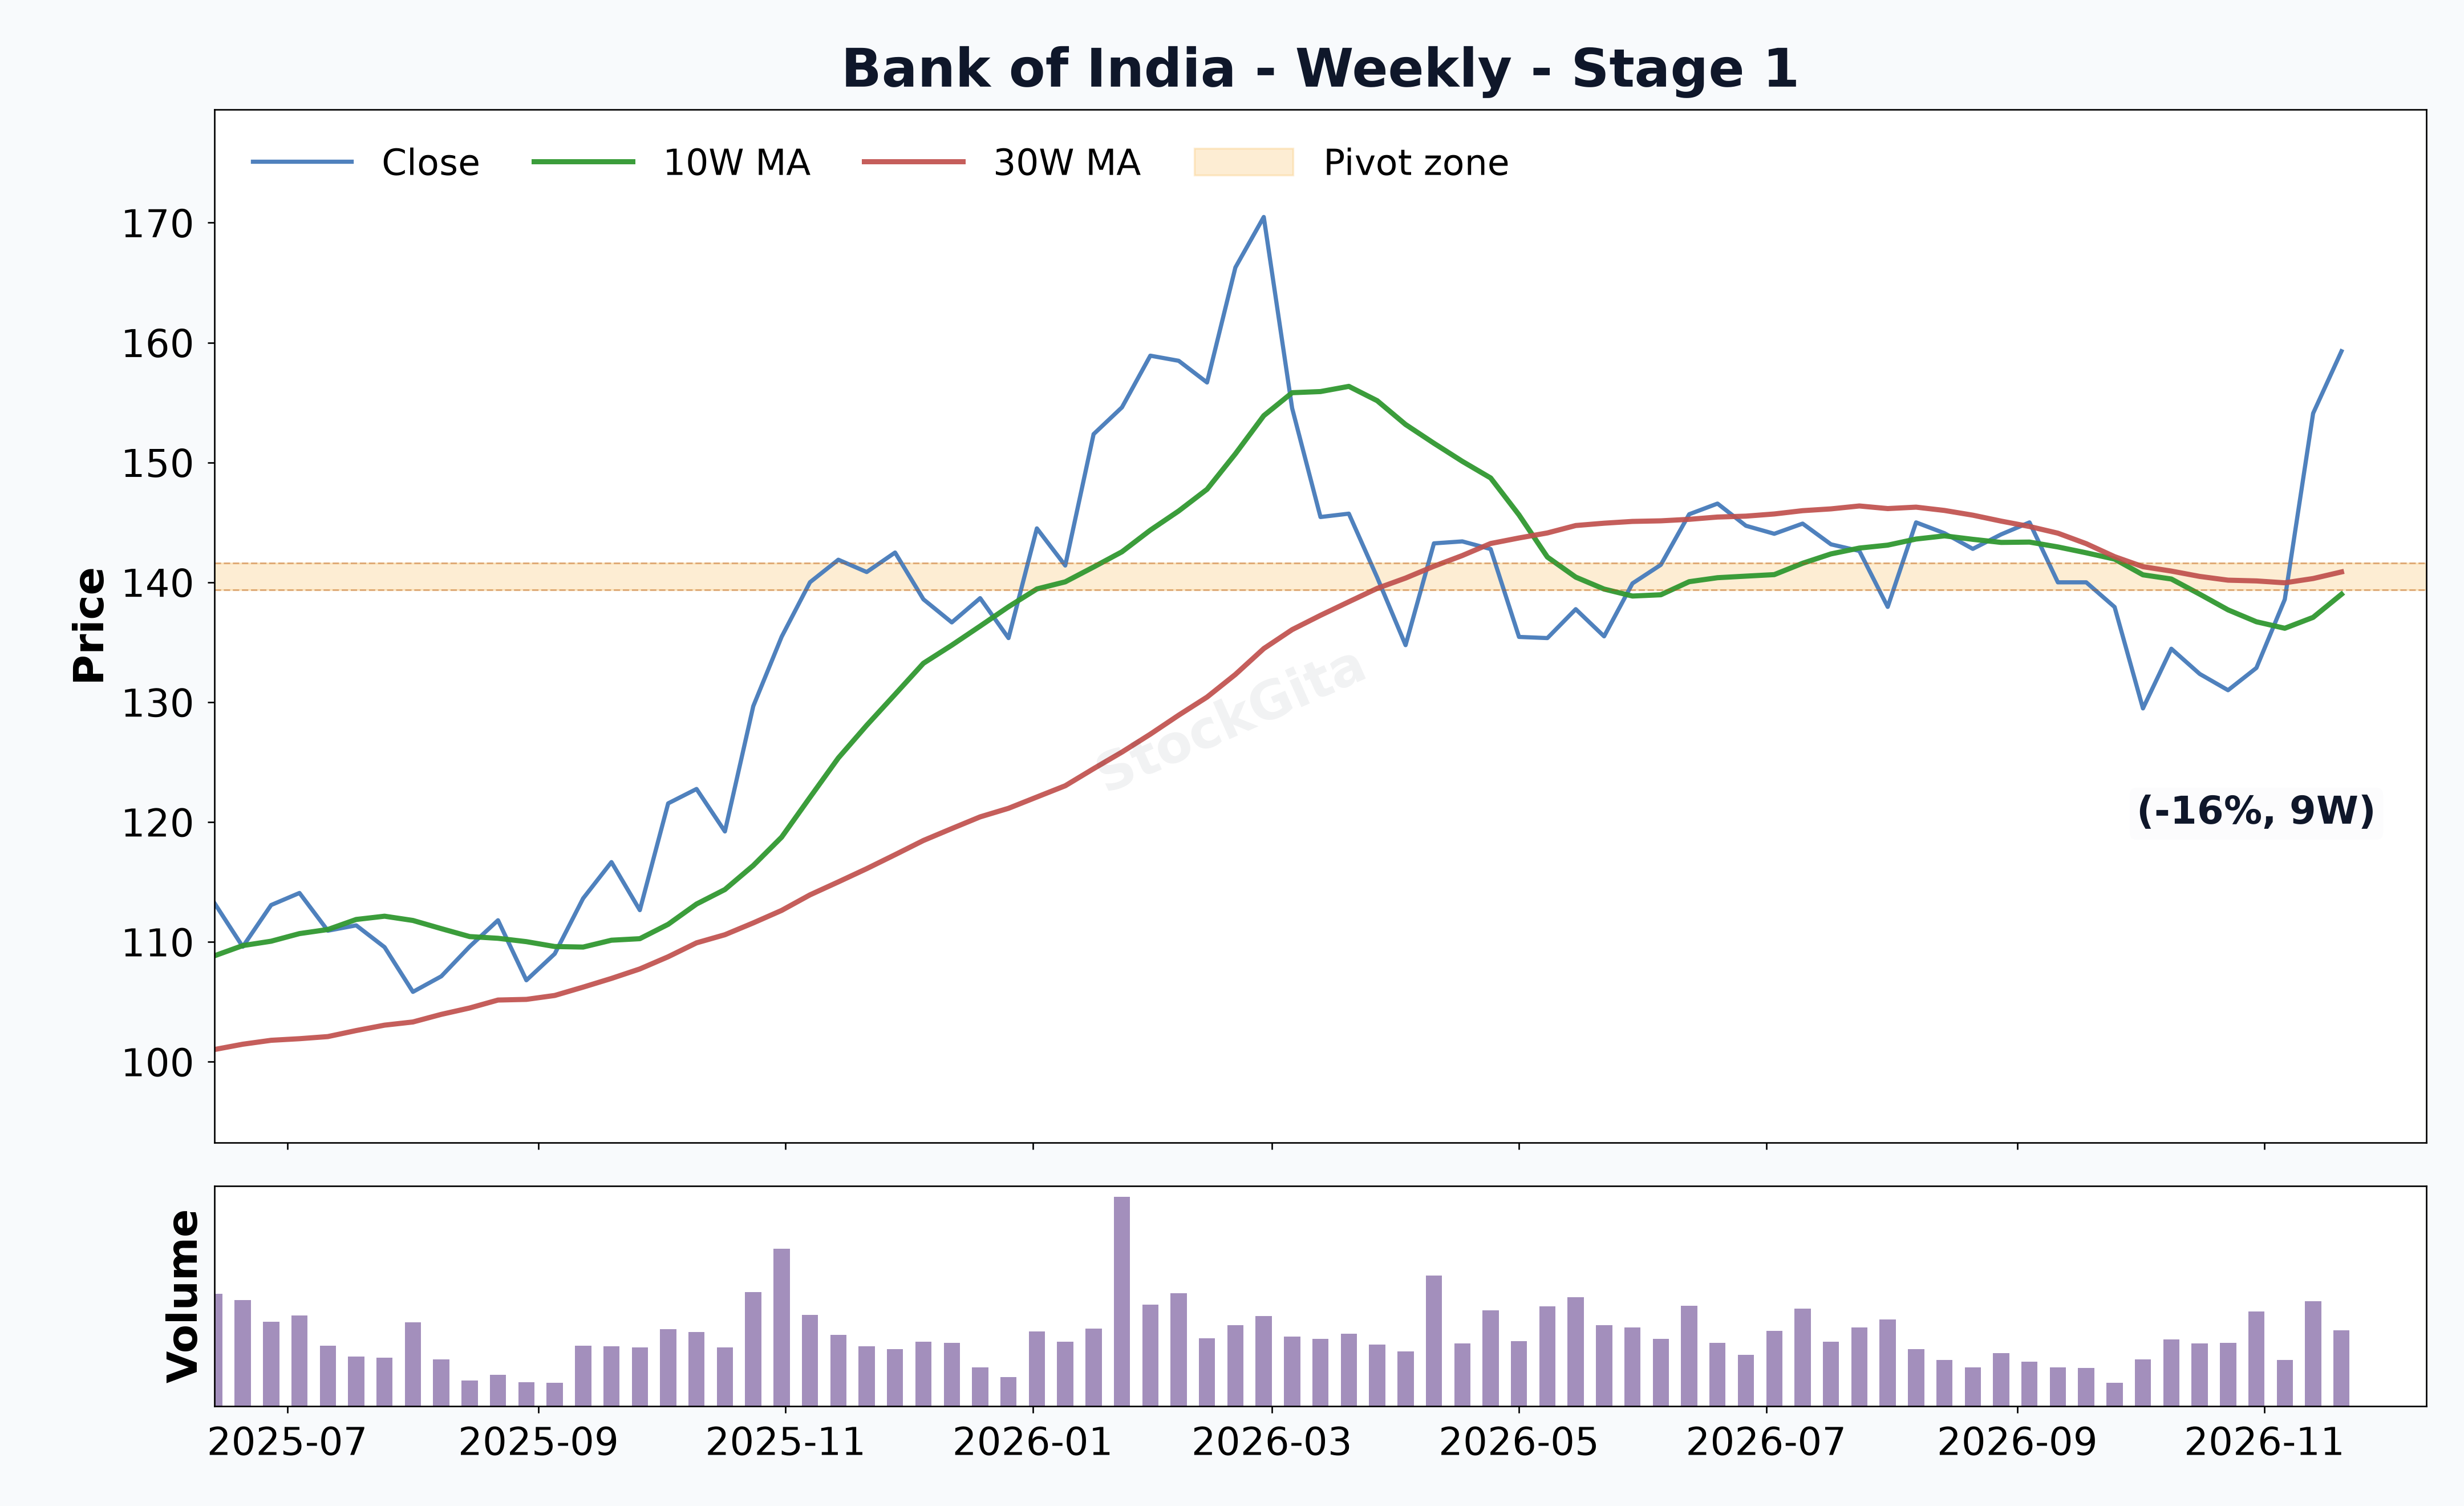 Bank of India - Weekly - Stage 1
Close 10W MA 30W MA Pivot zone
170
160
150
140
130
120
110
100
Price
StockGita
(-16%, 9W)
Volume
2025-07 2025-09 2025-11 2026-01 2026-03 2026-05 2026-07 2026-09 2026-11